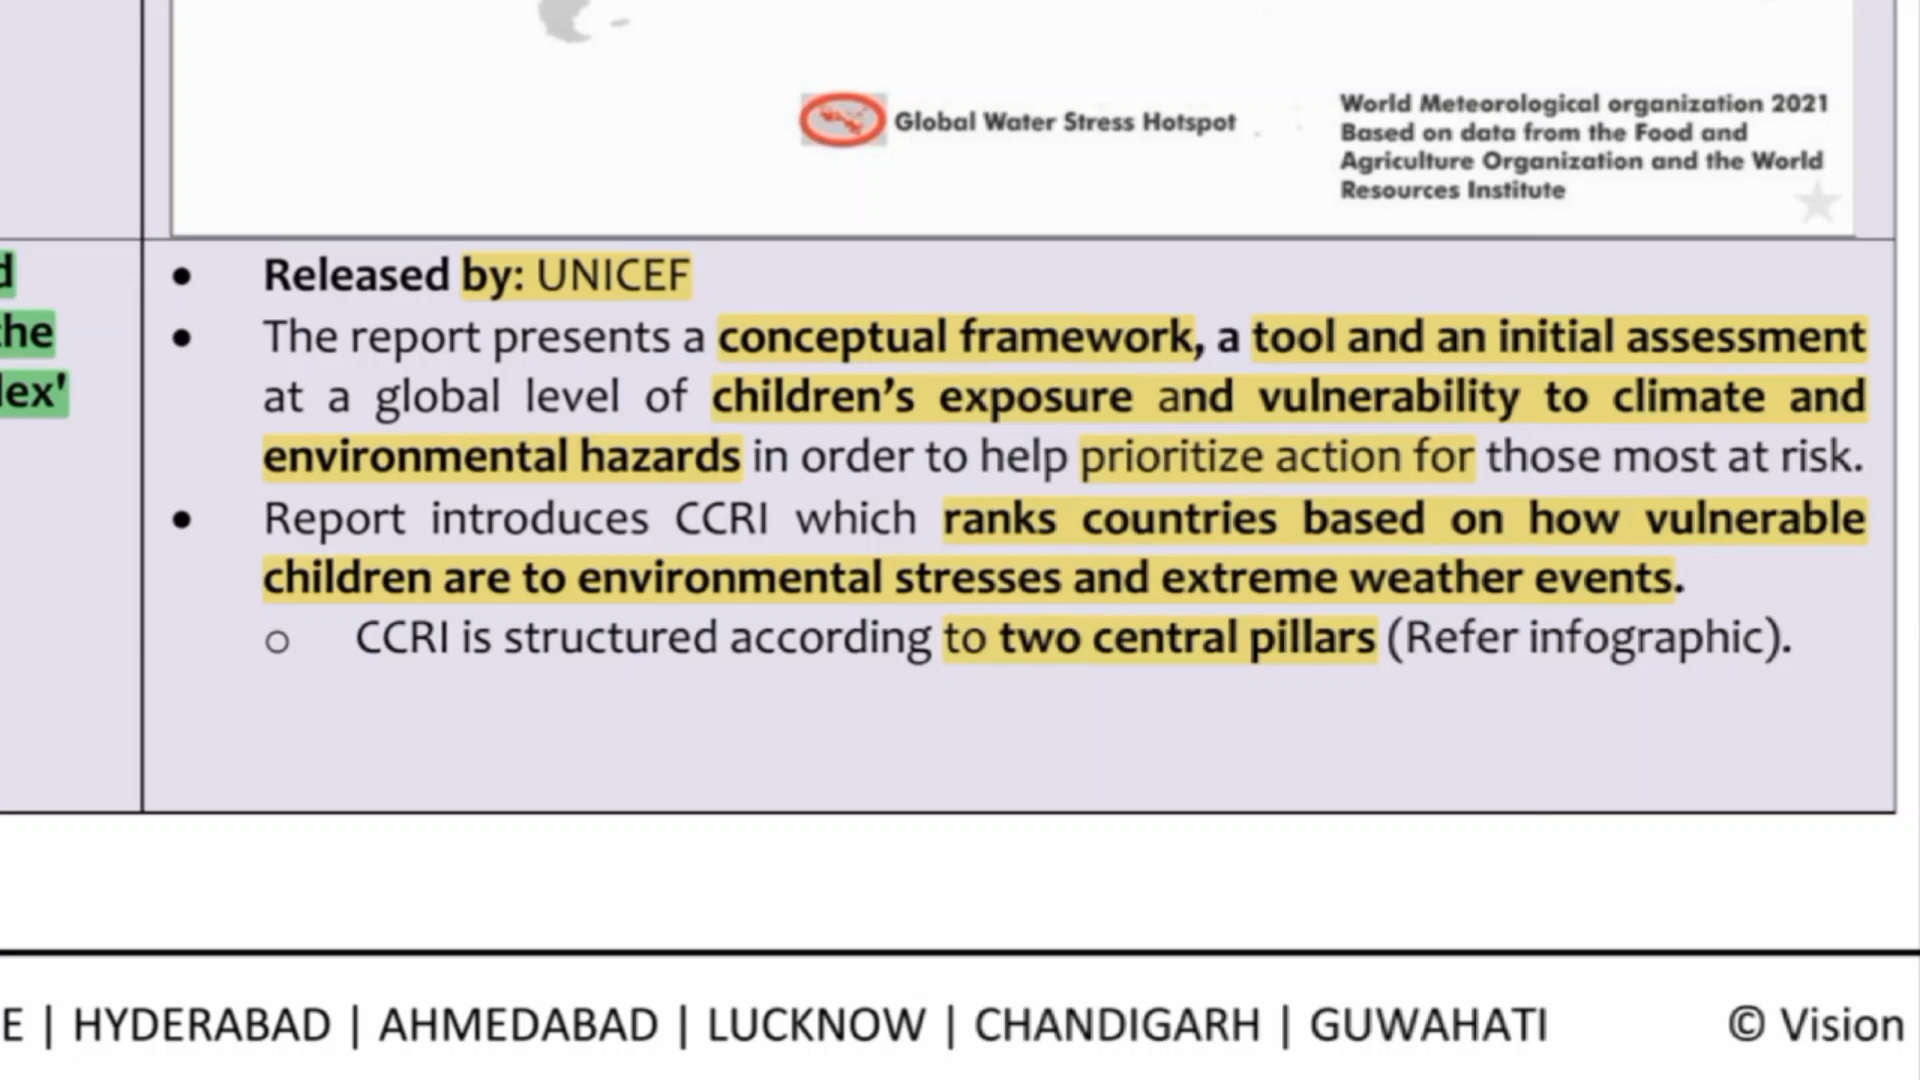 Global Water Stress Hotspot
World Meteorological organization 2021
Based on data from the Food and
Agriculture Organization and the World
Resources Institute
d
he
lex'
• Released by: UNICEF
• The report presents a conceptual framework, a tool and an initial assessment
at a global level of children’s exposure and vulnerability to climate and
environmental hazards in order to help prioritize action for those most at risk.
• Report introduces CCRI which ranks countries based on how vulnerable
children are to environmental stresses and extreme weather events.
o CCRI is structured according to two central pillars (Refer infographic).
E | HYDERABAD | AHMEDABAD | LUCKNOW | CHANDIGARH | GUWAHATI
© Vision